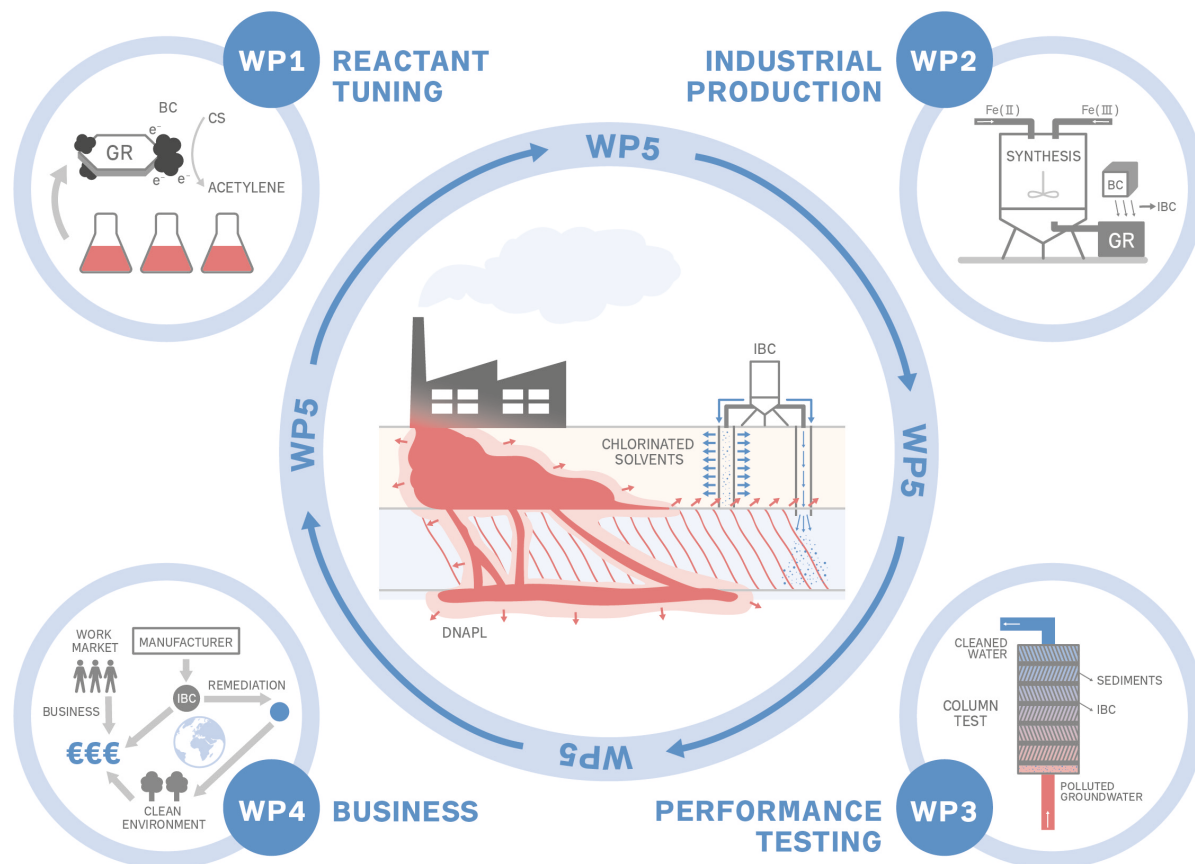 WP1
REACTANT
TUNING
BC
e⁻
CS
GR
e⁻
e⁻
ACETYLENE
INDUSTRIAL
PRODUCTION
WP2
Fe(II)
Fe(III)
SYNTHESIS
BC
IBC
GR
WP5
WP5
WP5
WP5
IBC
CHLORINATED
SOLVENTS
DNAPL
WORK
MARKET
MANUFACTURER
IBC
REMEDIATION
BUSINESS
€€€
CLEAN
ENVIRONMENT
WP4
BUSINESS
CLEANED
WATER
SEDIMENTS
COLUMN
TEST
IBC
POLLUTED
GROUNDWATER
PERFORMANCE
TESTING
WP3